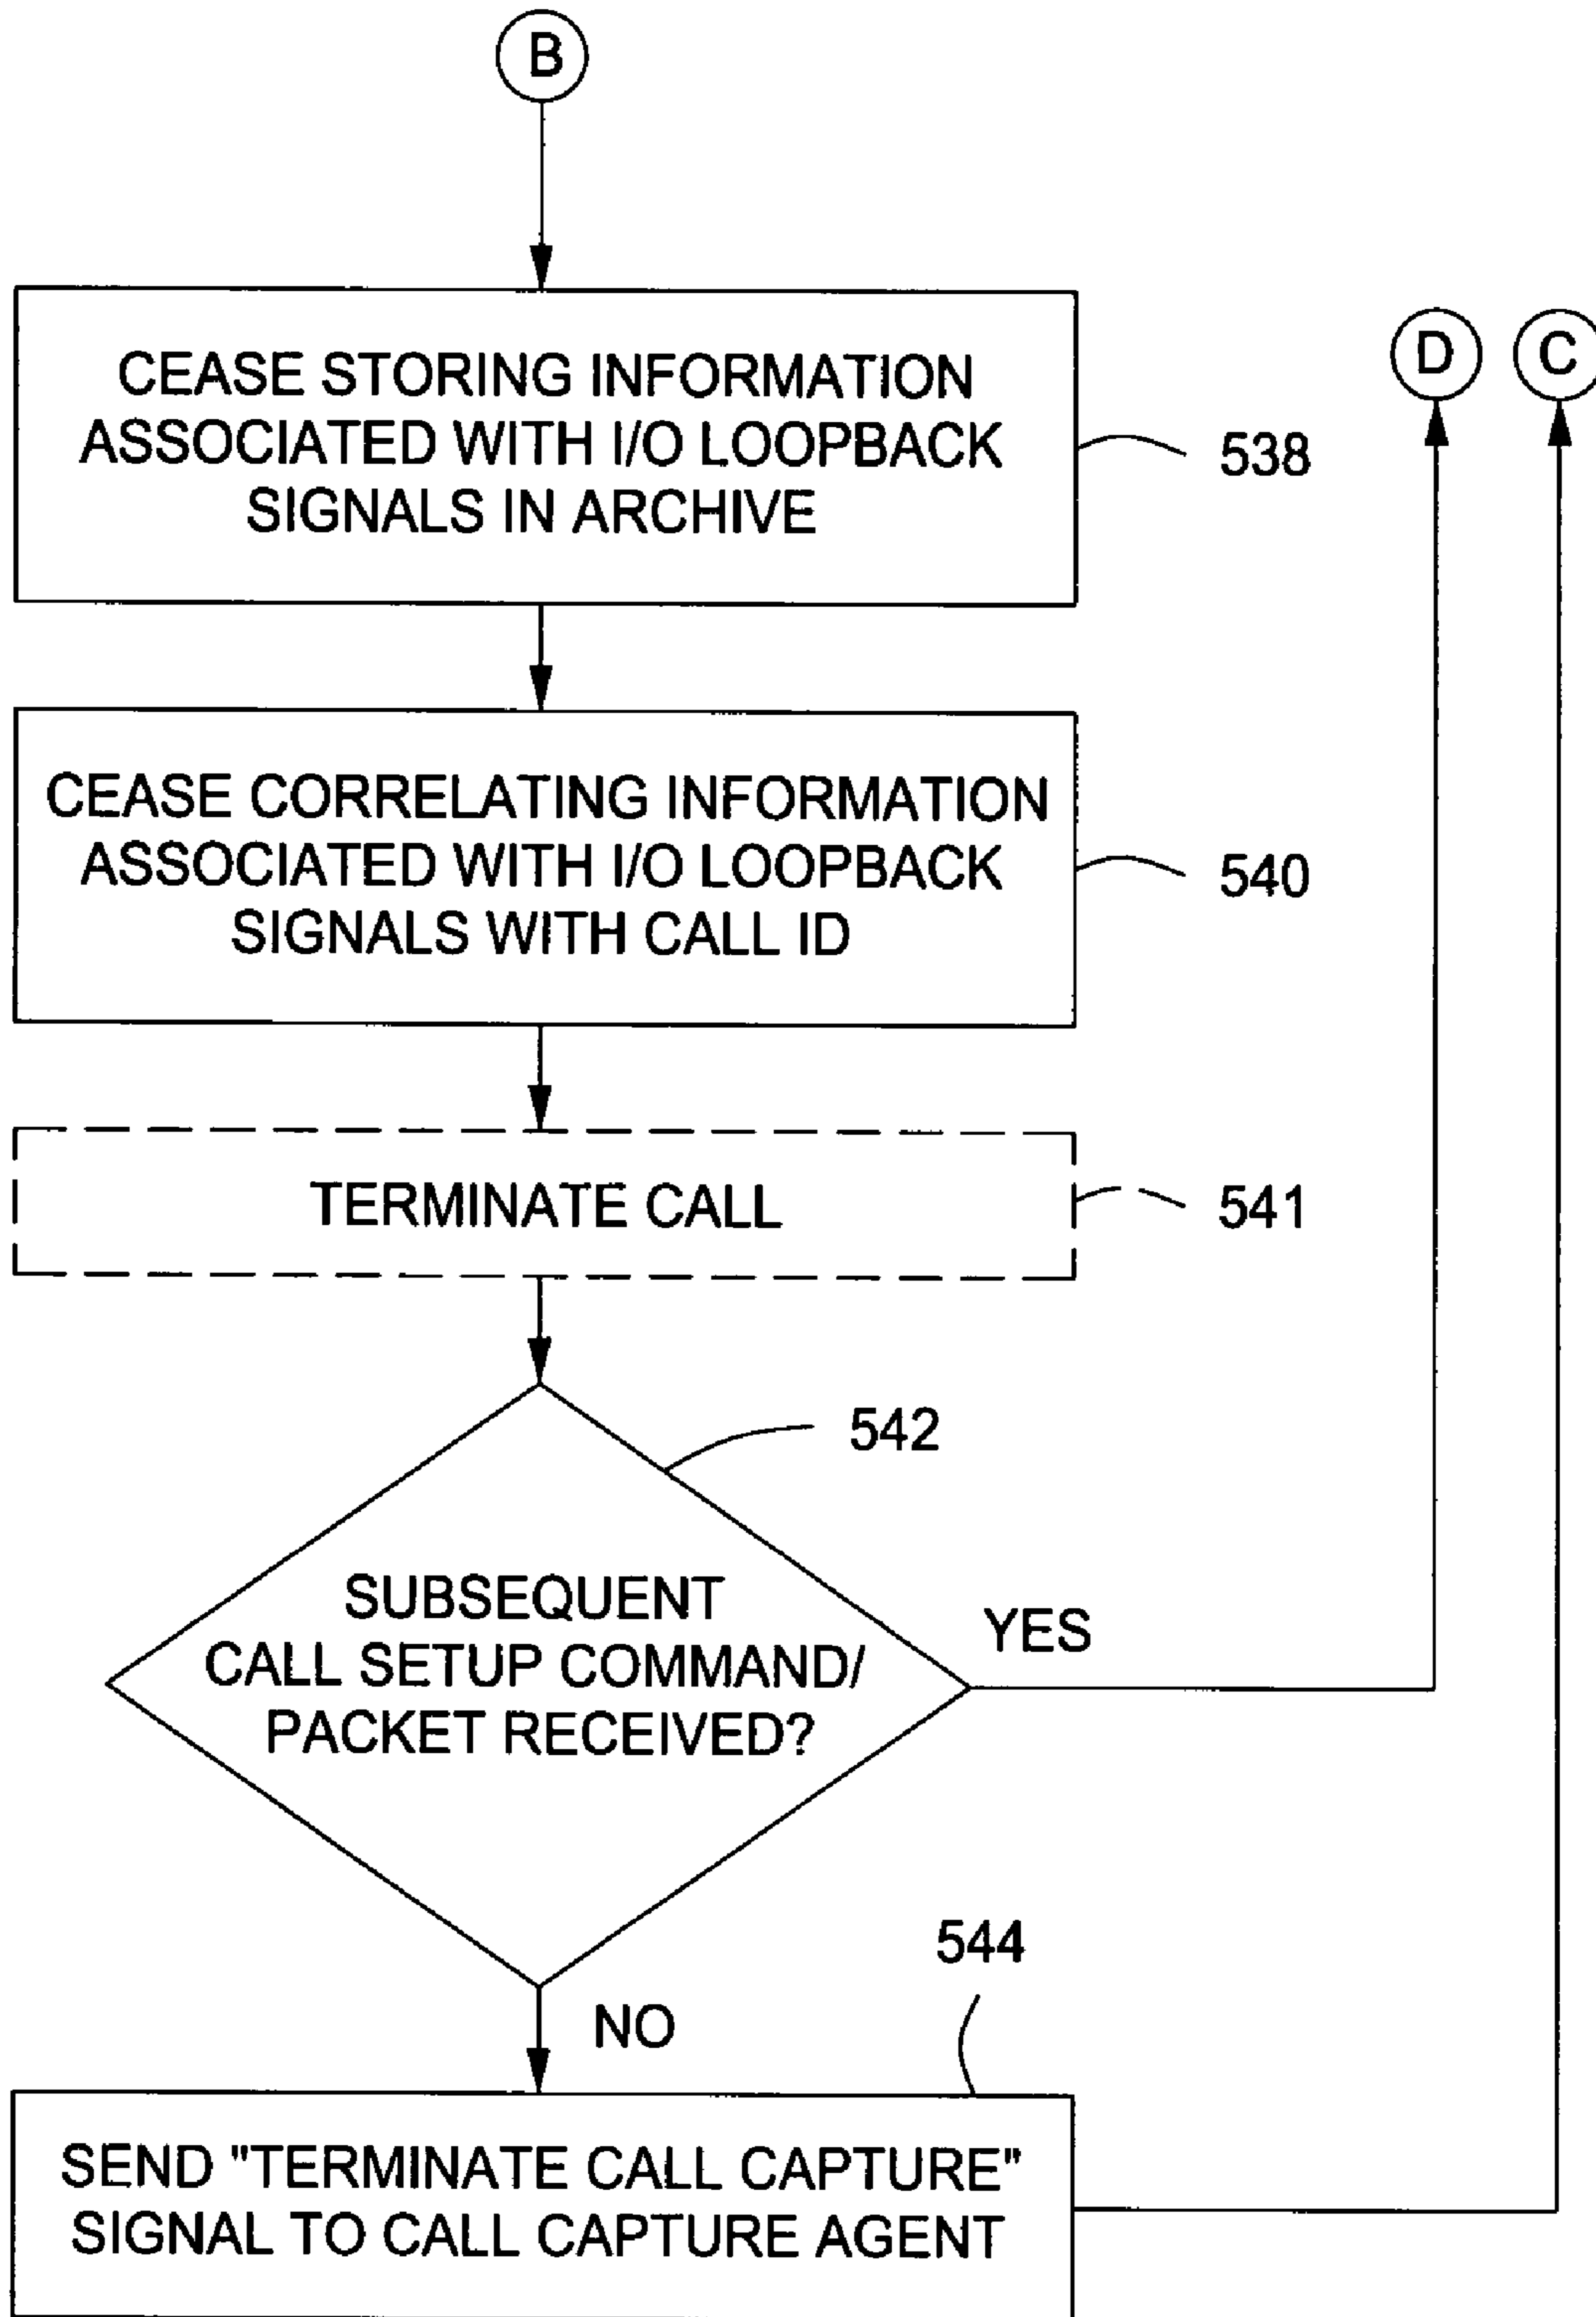 B
CEASE STORING INFORMATION
ASSOCIATED WITH I/O LOOPBACK
SIGNALS IN ARCHIVE
538
D
C
CEASE CORRELATING INFORMATION
ASSOCIATED WITH I/O LOOPBACK
SIGNALS WITH CALL ID
540
TERMINATE CALL
541
542
SUBSEQUENT
CALL SETUP COMMAND/
PACKET RECEIVED?
YES
NO
544
SEND "TERMINATE CALL CAPTURE"
SIGNAL TO CALL CAPTURE AGENT